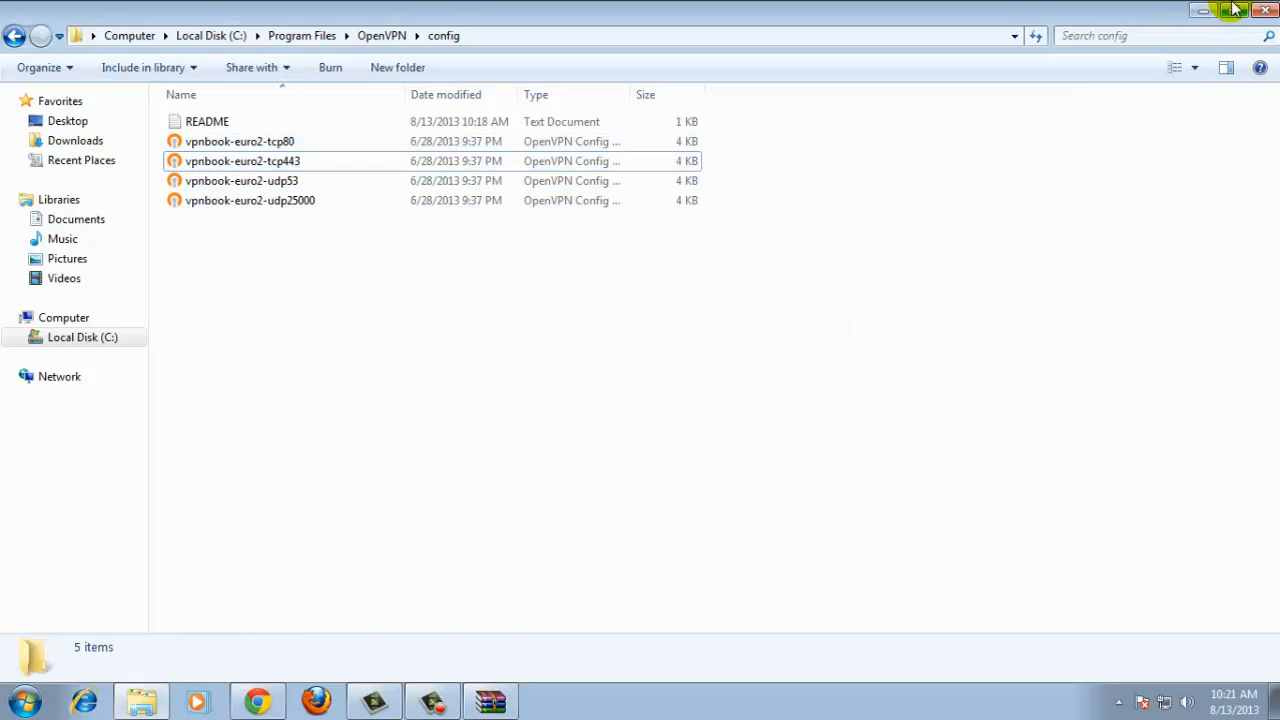 Computer Local Disk (C:) Program Files OpenVPN config Search config
Organize Include in library Share with Burn New folder
Name Date modified Type Size
Favorites
Desktop
Downloads
Recent Places
Libraries
Documents
Music
Pictures
Videos
Computer
Local Disk (C:)
Network
README 8/13/2013 10:18 AM Text Document 1 KB
vpnbook-euro2-tcp80 6/28/2013 9:37 PM OpenVPN Config ... 4 KB
vpnbook-euro2-tcp443 6/28/2013 9:37 PM OpenVPN Config ... 4 KB
vpnbook-euro2-udp53 6/28/2013 9:37 PM OpenVPN Config ... 4 KB
vpnbook-euro2-udp25000 6/28/2013 9:37 PM OpenVPN Config ... 4 KB
5 items
10:21 AM
8/13/2013